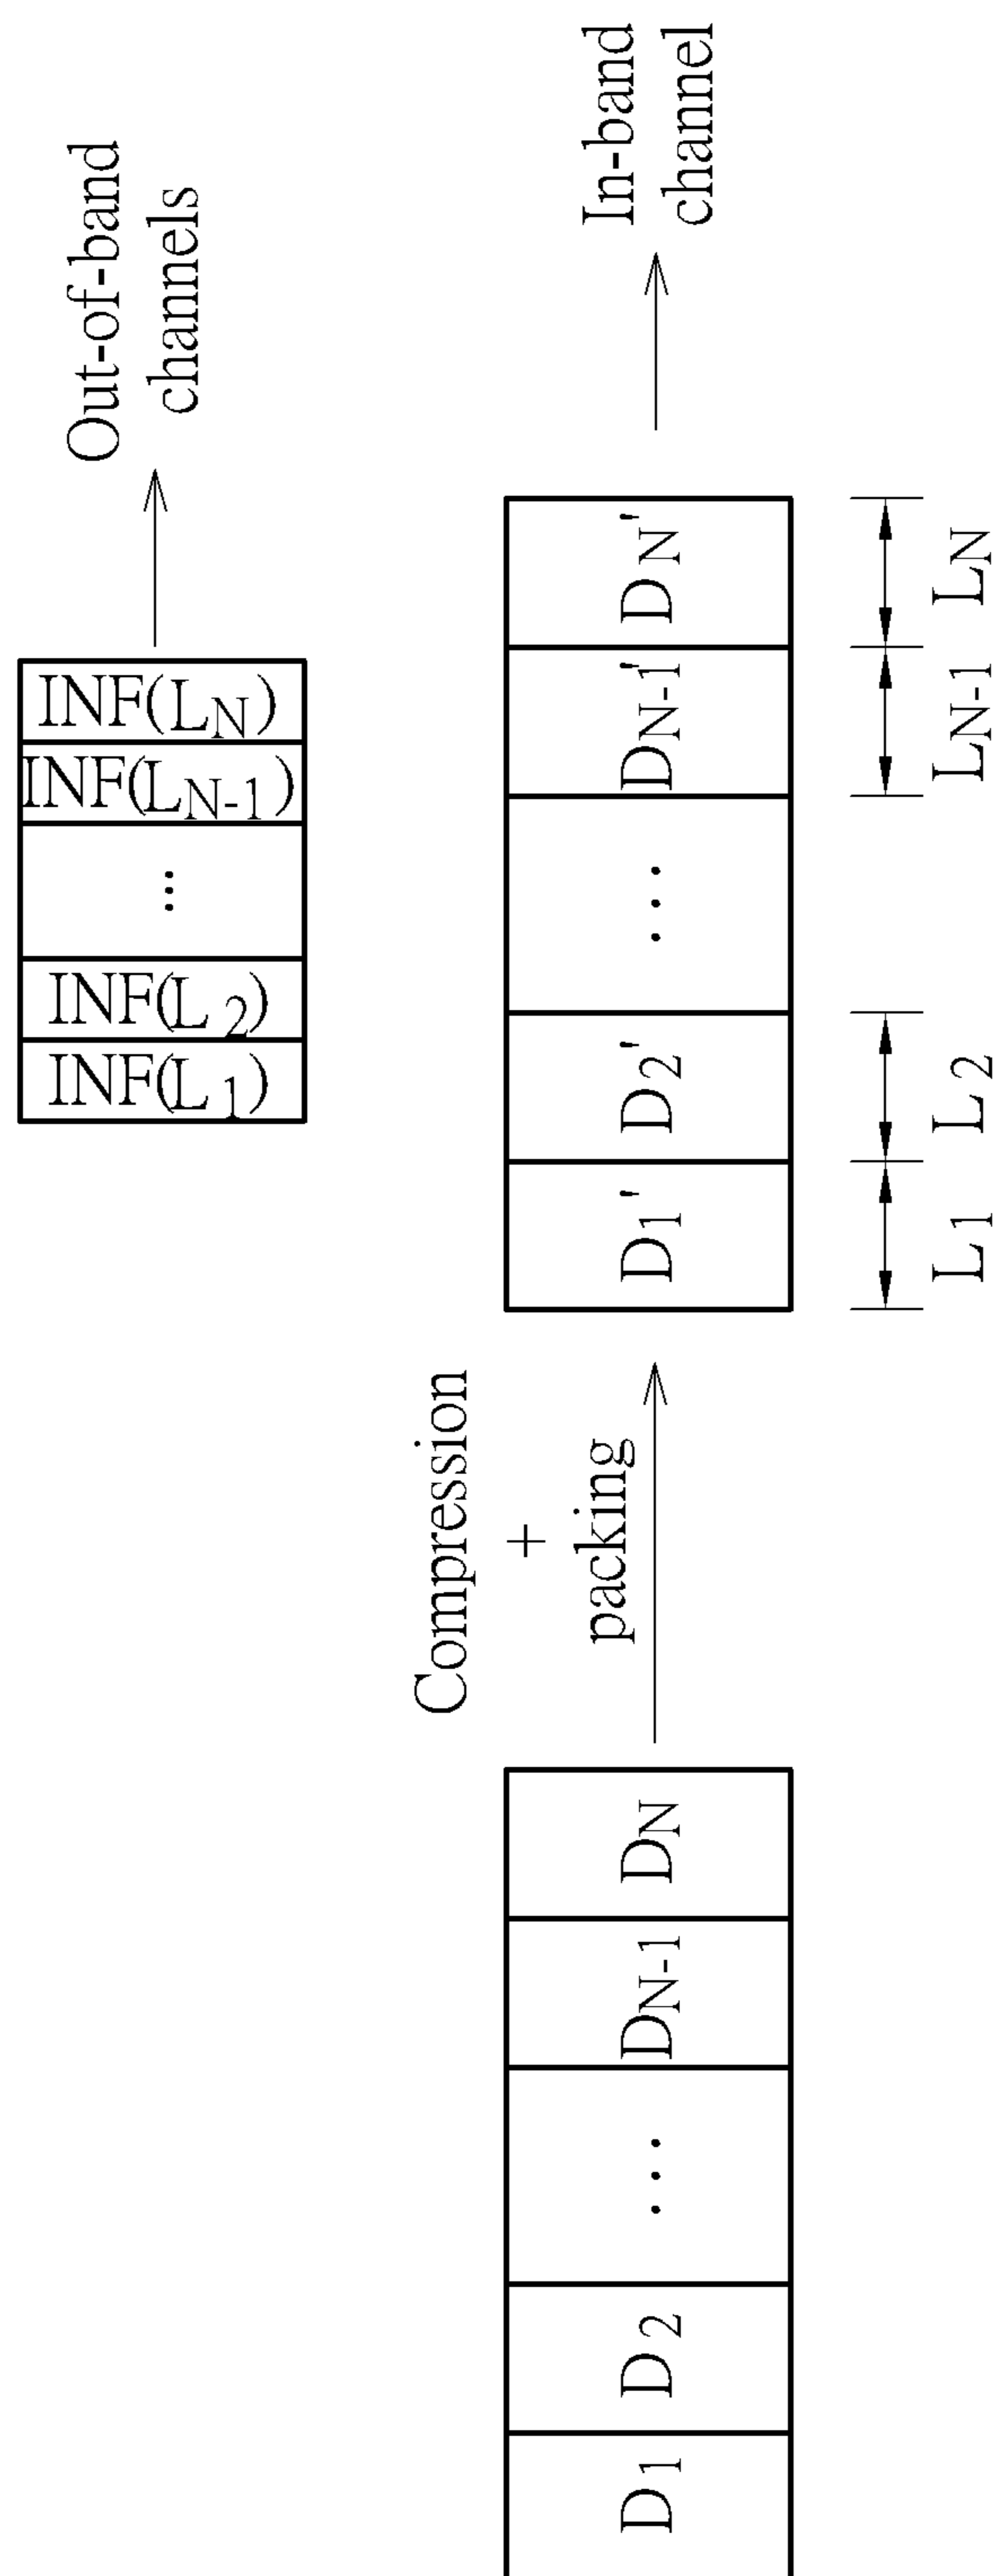 INF(L1)
INF(L2)
...
INF(LN-1)
INF(LN)
Out-of-band
channels
D1
D2
...
DN-1
DN
Compression
+
packing
D1'
D2'
...
DN-1'
DN'
In-band
channel
L1
L2
LN-1
LN